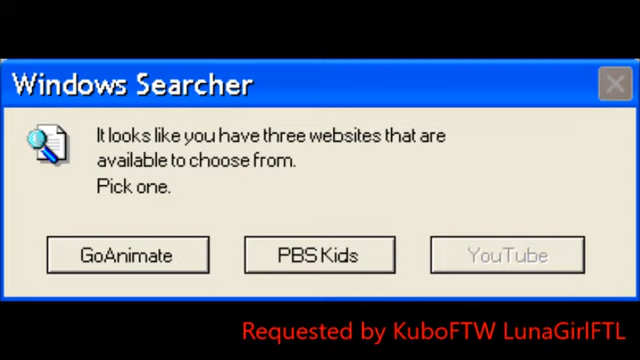 Windows Searcher
It looks like you have three websites that are
available to choose from.
Pick one.
GoAnimate
PBS Kids
YouTube
Requested by KuboFTW LunaGirlFTL